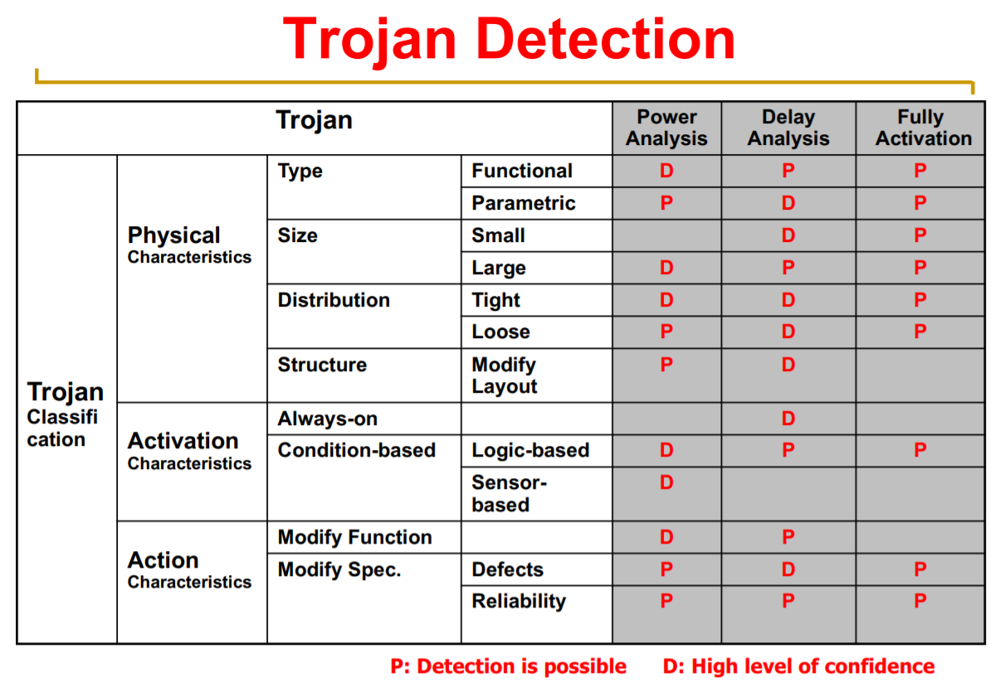 Trojan Detection
Trojan
Power
Analysis
Delay
Analysis
Fully
Activation
Trojan
Classifi
cation
Physical
Characteristics
Type
Functional
D
P
P
Parametric
P
D
P
Size
Small
D
P
Large
D
P
P
Distribution
Tight
D
D
P
Loose
P
D
P
Structure
Modify
Layout
P
D
Activation
Characteristics
Always-on
D
Condition-based
Logic-based
D
P
P
Sensor-
based
D
Action
Characteristics
Modify Function
D
P
Modify Spec.
Defects
P
D
P
Reliability
P
P
P
P: Detection is possible
D: High level of confidence